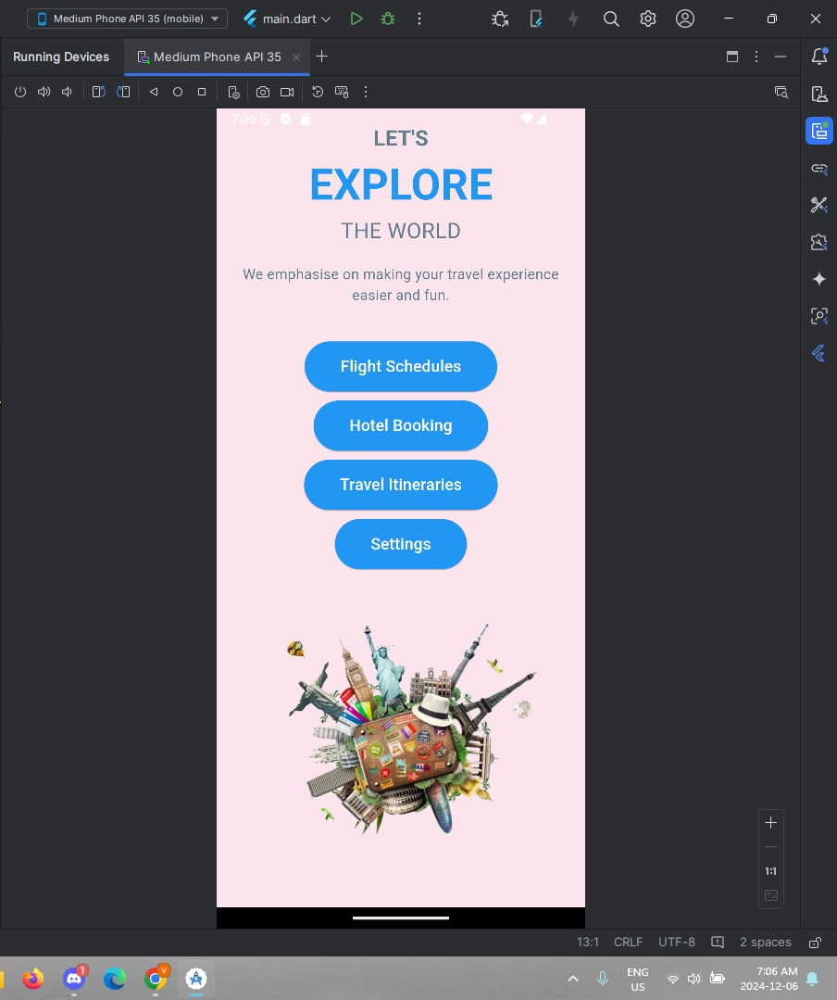 Medium Phone API 35 (mobile)
main.dart
Running Devices
Medium Phone API 35
7:06
LET'S
EXPLORE
THE WORLD
We emphasise on making your travel experience
easier and fun.
Flight Schedules
Hotel Booking
Travel Itineraries
Settings
ITALIA
1:1
13:1 CRLF UTF-8 2 spaces
1
V
ENG
US
7:06 AM
2024-12-06